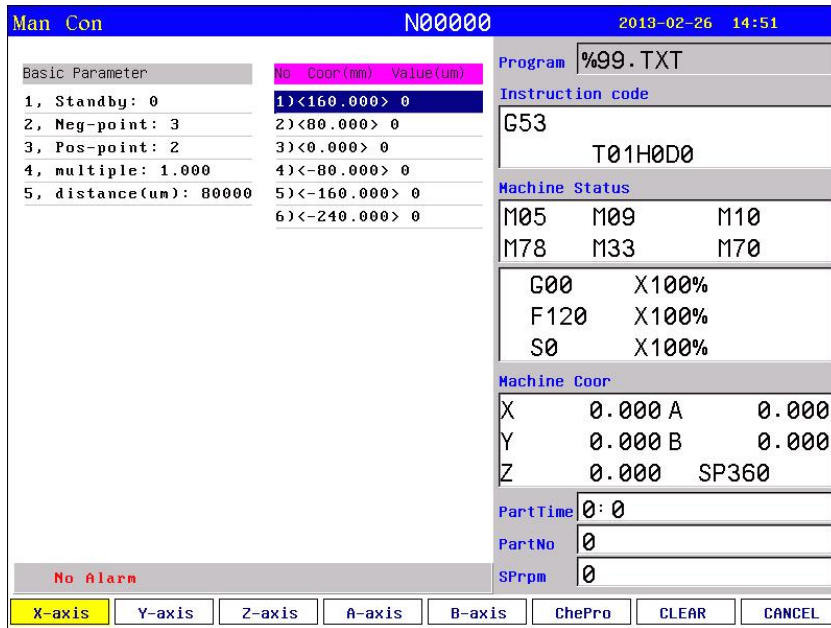 Man Con N00000 2013-02-26 14:51
Basic Parameter
1, Standby: 0
2, Neg-point: 3
3, Pos-point: 2
4, multiple: 1.000
5, distance(um): 80000
No Coor(mm) Value(um)
1)<160.000> 0
2)<80.000> 0
3)<0.000> 0
4)<-80.000> 0
5)<-160.000> 0
6)<-240.000> 0
Program %99.TXT
Instruction code
G53
T01H0D0
Machine Status
M05 M09 M10
M78 M33 M70
G00 X100%
F120 X100%
S0 X100%
Machine Coor
X 0.000 A 0.000
Y 0.000 B 0.000
Z 0.000 SP360
PartTime 0:0
PartNo 0
SPrpm 0
No Alarm
X-axis Y-axis Z-axis A-axis B-axis ChePro CLEAR CANCEL